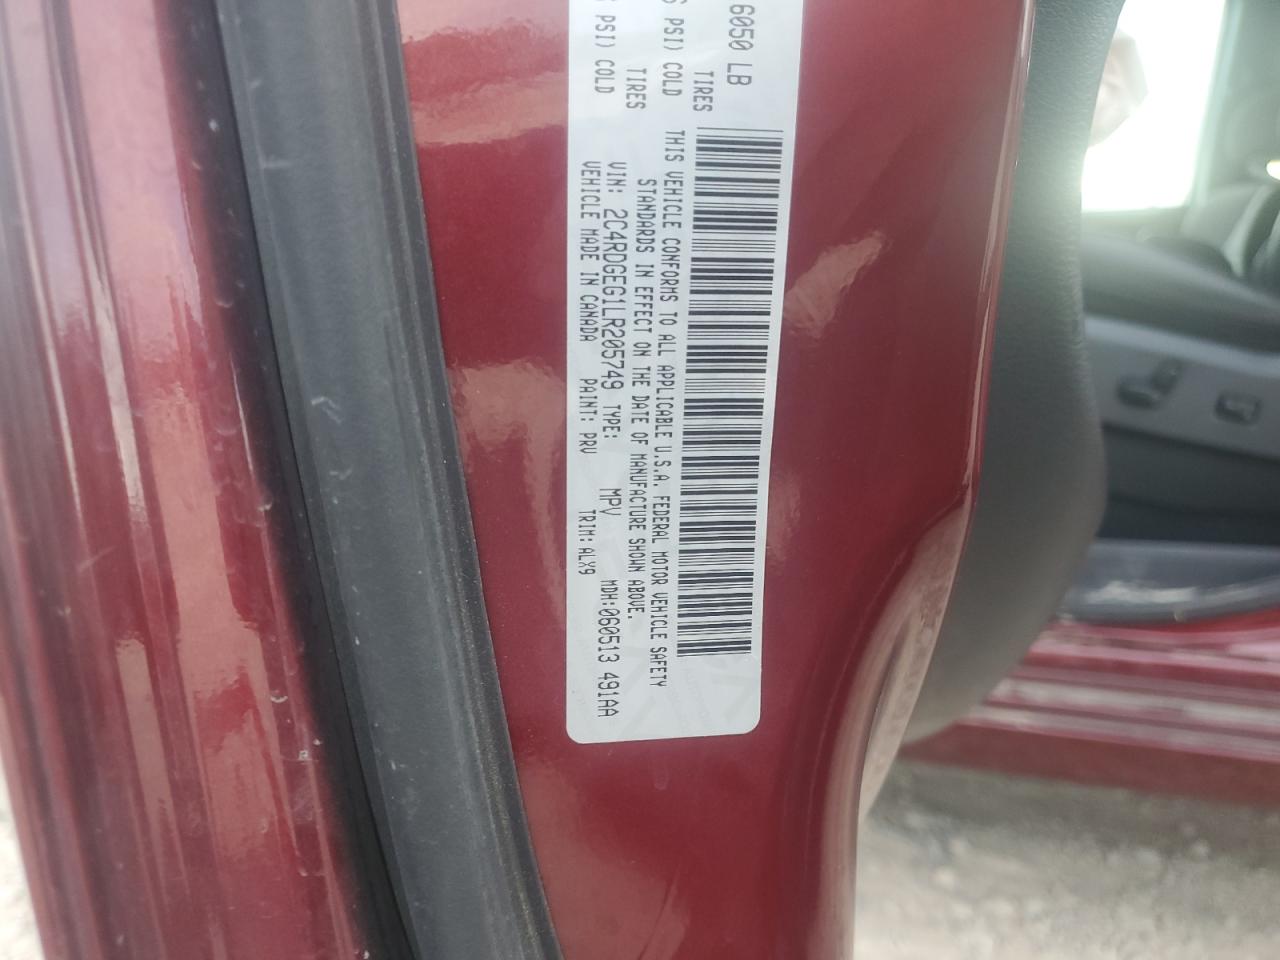 6050 LB
TIRES
6 PSI) COLD
THIS VEHICLE CONFORMS TO ALL APPLICABLE U.S.A. FEDERAL MOTOR VEHICLE SAFETY
TIRES
STANDARDS IN EFFECT ON THE DATE OF MANUFACTURE SHOWN ABOVE.
PSI) COLD
VIN: 2C4RDGEG1LR205749 TYPE: MPV MDH:060513 491AA
VEHICLE MADE IN CANADA PAINT: PRV TRIM: ALX9